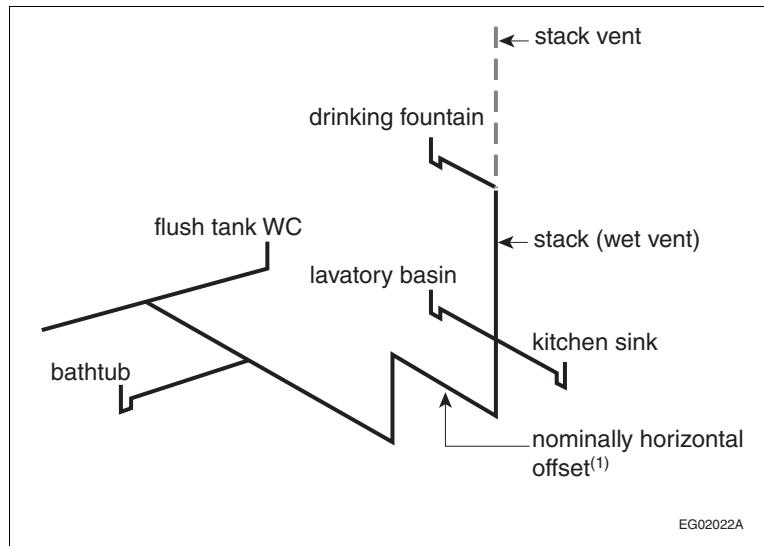 stack vent
drinking fountain
flush tank WC
stack (wet vent)
lavatory basin
kitchen sink
bathtub
nominally horizontal
offset(1)
EG02022A